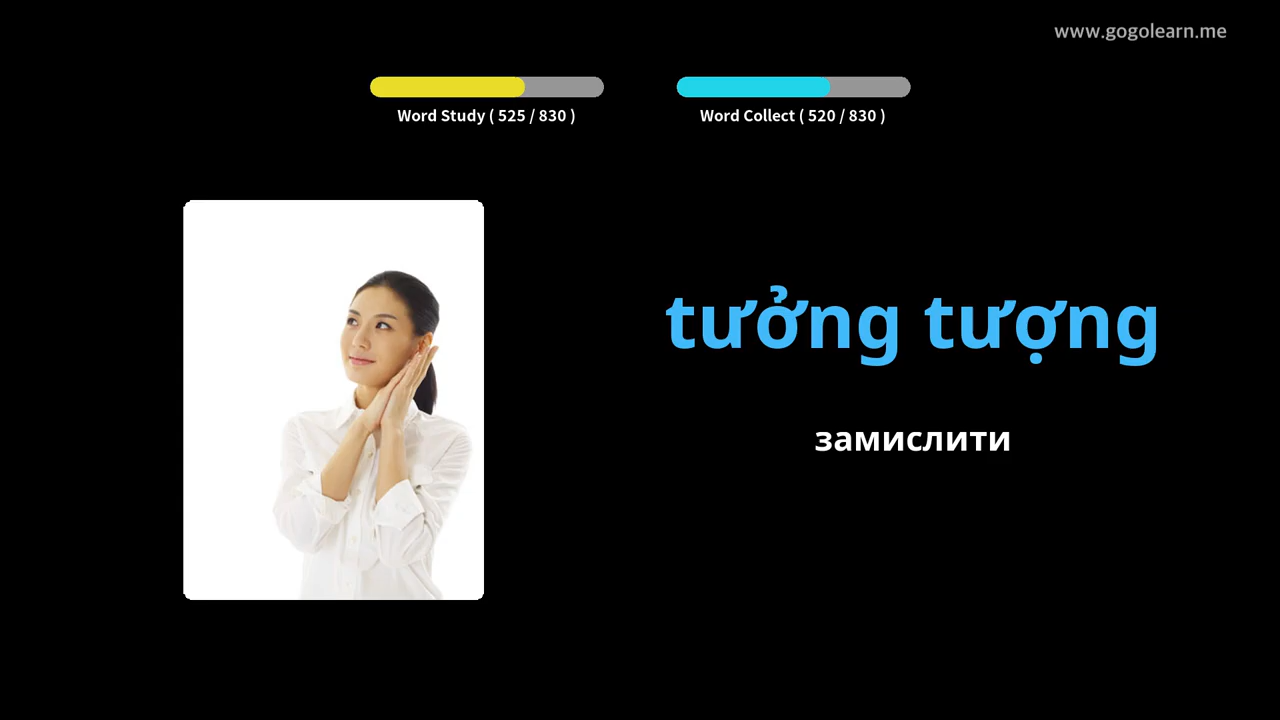 www.gogolearn.me
Word Study ( 525 / 830 )
Word Collect ( 520 / 830 )
tưởng tượng
замислити